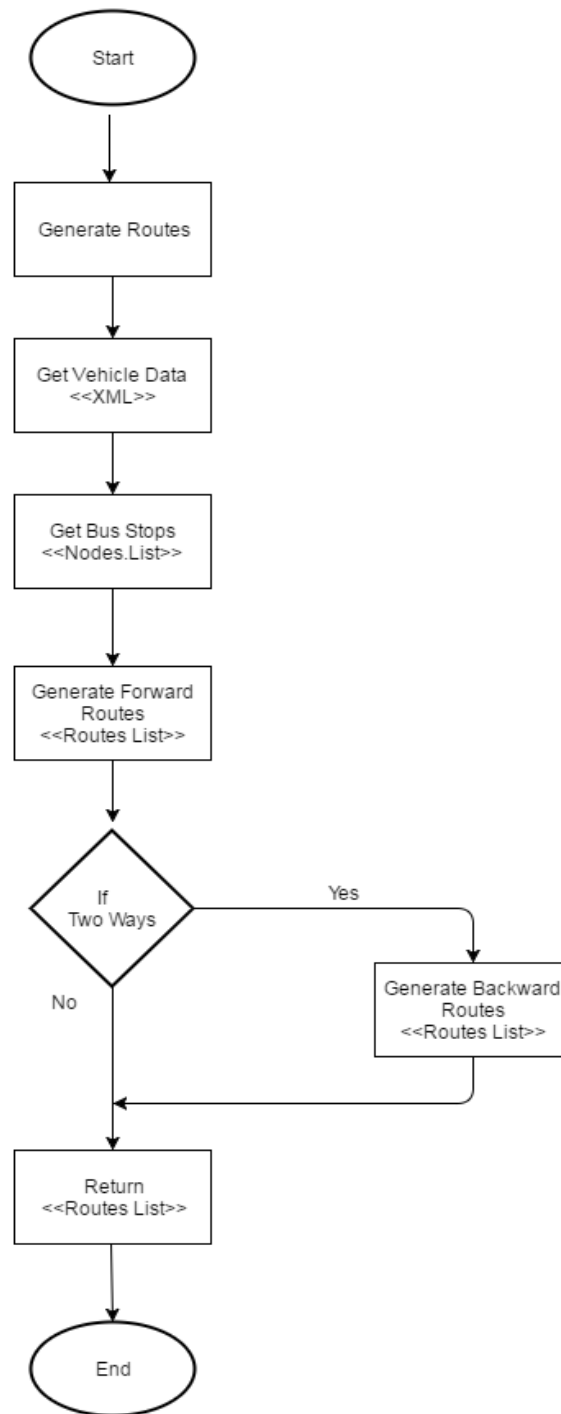 Start
Generate Routes
Get Vehicle Data
<<XML>>
Get Bus Stops
<<Nodes.List>>
Generate Forward
Routes
<<Routes List>>
If
Two Ways
Yes
No
Generate Backward
Routes
<<Routes List>>
Return
<<Routes List>>
End